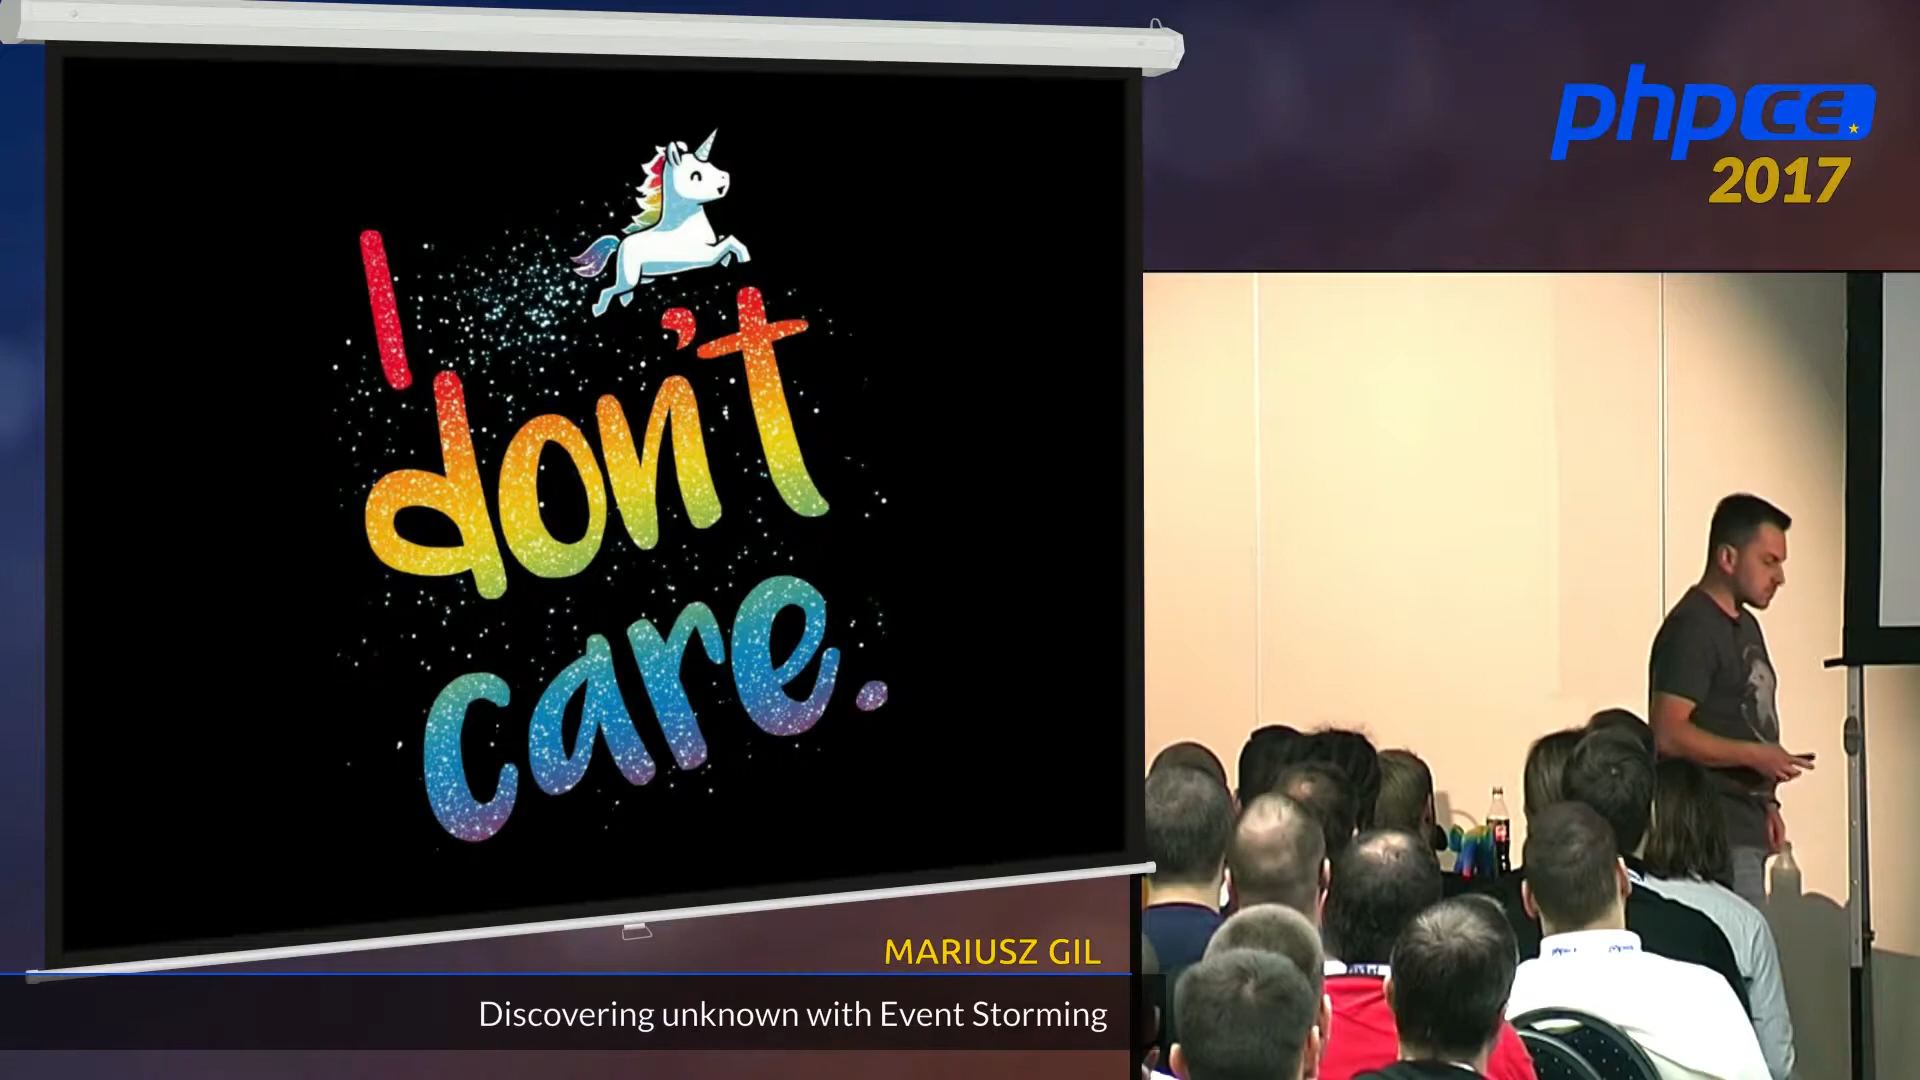 I
don't
care.
phpCE
2017
MARIUSZ GIL
Discovering unknown with Event Storming